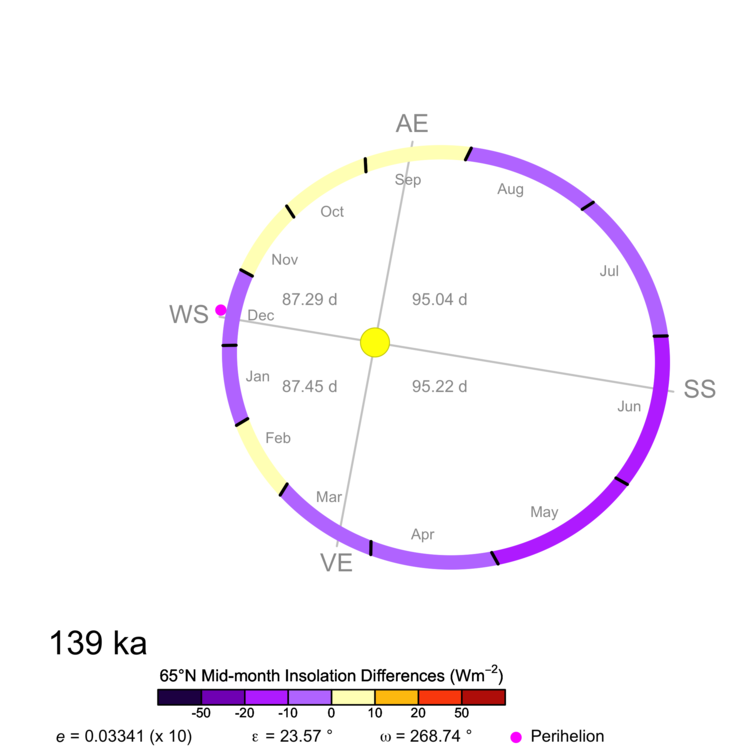 AE
Sep
Aug
Oct
Jul
Nov
87.29 d
95.04 d
WS
Dec
Jan
87.45 d
95.22 d
SS
Jun
Feb
Mar
May
Apr
VE
139 ka
65°N Mid-month Insolation Differences (Wm⁻²)
-50 -20 -10 0 10 20 50
e = 0.03341 (x 10) ε = 23.57 ° ω = 268.74 ° Perihelion